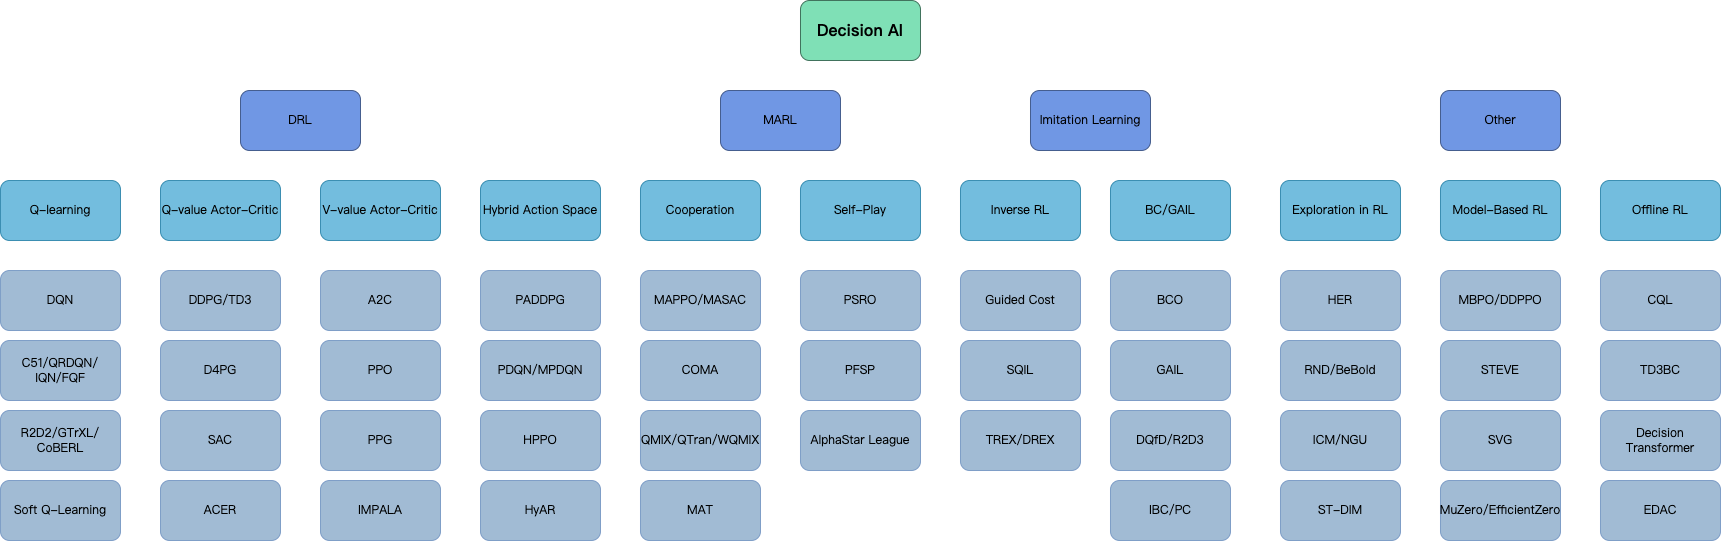 Decision AI
DRL
MARL
Imitation Learning
Other
Q-learning
Q-value Actor-Critic
V-value Actor-Critic
Hybrid Action Space
Cooperation
Self-Play
Inverse RL
BC/GAIL
Exploration in RL
Model-Based RL
Offline RL
DQN
DDPG/TD3
A2C
PADDPG
MAPPO/MASAC
PSRO
Guided Cost
BCO
HER
MBPO/DDPPO
CQL
C51/QRDQN/
IQN/FQF
D4PG
PPO
PDQN/MPDQN
COMA
PFSP
SQIL
GAIL
RND/BeBold
STEVE
TD3BC
R2D2/GTrXL/
CoBERL
SAC
PPG
HPPO
QMIX/QTran/WQMIX
AlphaStar League
TREX/DREX
DQfD/R2D3
ICM/NGU
SVG
Decision
Transformer
Soft Q-Learning
ACER
IMPALA
HyAR
MAT
IBC/PC
ST-DIM
MuZero/EfficientZero
EDAC